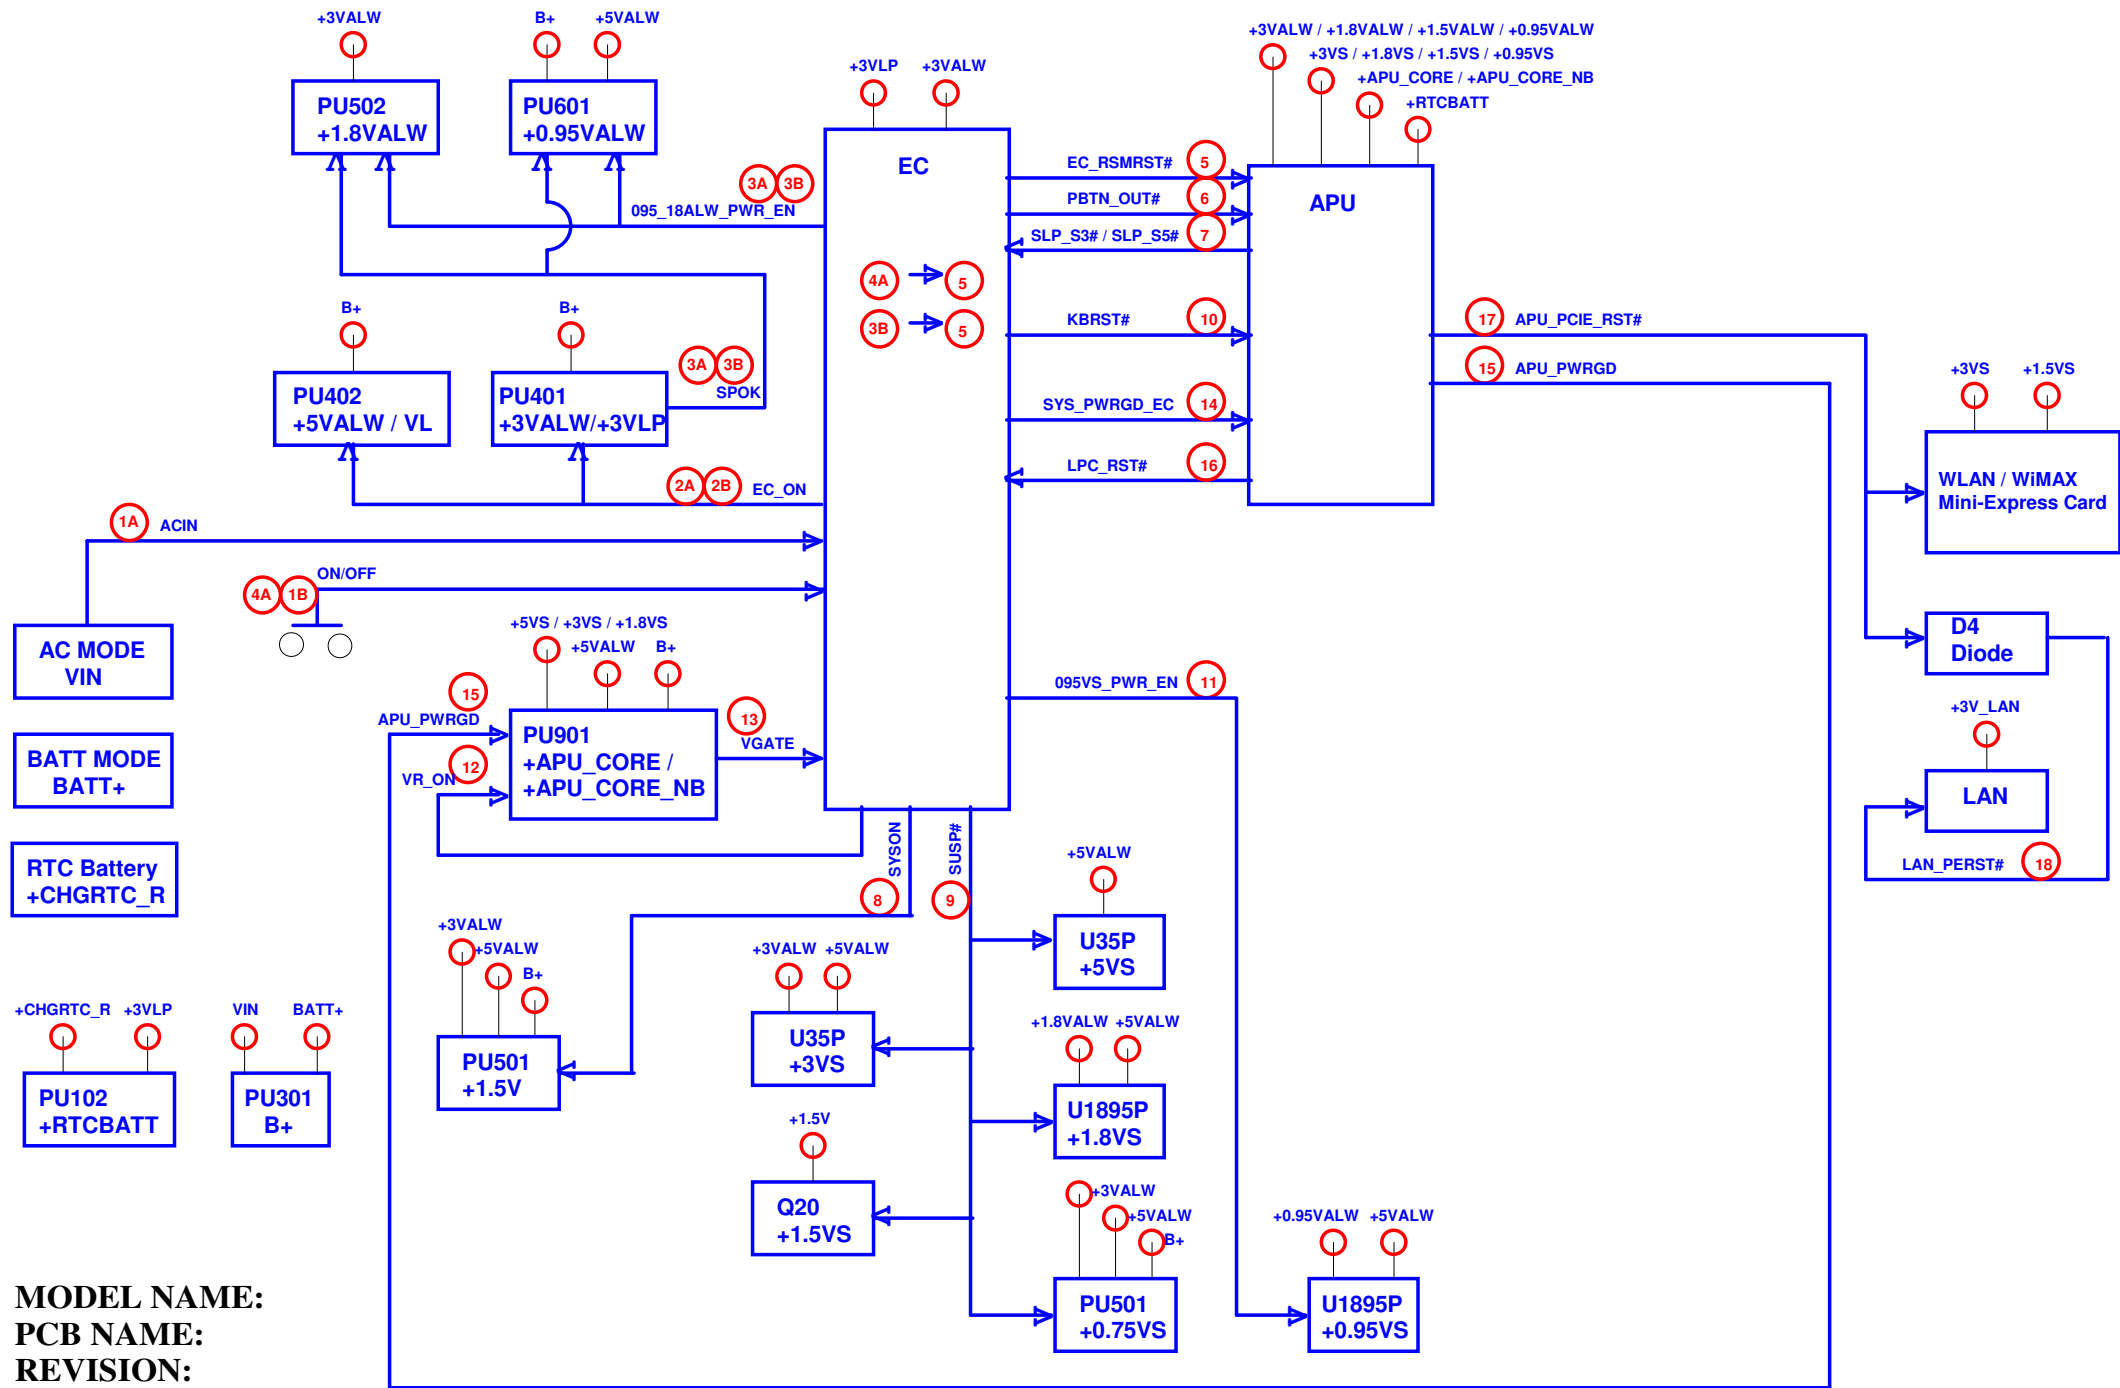 +3VALW
B+
+5VALW
PU502
+1.8VALW
PU601
+0.95VALW
3A 3B
095_18ALW_PWR_EN
B+
B+
PU402
+5VALW / VL
PU401
+3VALW/+3VLP
3A 3B
SPOK
2A 2B EC_ON
1A ACIN
ON/OFF
4A 1B
AC MODE
VIN
BATT MODE
BATT+
RTC Battery
+CHGRTC_R
+5VS / +3VS / +1.8VS
+5VALW B+
15
APU_PWRGD
12
VR_ON
PU901
+APU_CORE /
+APU_CORE_NB
13
VGATE
+3VLP +3VALW
EC
4A 5
3B 5
EC_RSMRST# 5
PBTN_OUT# 6
SLP_S3# / SLP_S5# 7
KBRST# 10
SYS_PWRGD_EC 14
LPC_RST# 16
+3VALW / +1.8VALW / +1.5VALW / +0.95VALW
+3VS / +1.8VS / +1.5VS / +0.95VS
+APU_CORE / +APU_CORE_NB
+RTCBATT
APU
17 APU_PCIE_RST#
15 APU_PWRGD
+3VS +1.5VS
WLAN / WiMAX
Mini-Express Card
D4
Diode
+3V_LAN
LAN
LAN_PERST# 18
095VS_PWR_EN 11
SYSON
8
SUSP#
9
+5VALW
U35P
+5VS
+3VALW +5VALW
U35P
+3VS
+1.8VALW +5VALW
U1895P
+1.8VS
+1.5V
Q20
+1.5VS
+3VALW
+5VALW
B+
PU501
+0.75VS
+0.95VALW +5VALW
U1895P
+0.95VS
+3VALW
+5VALW
B+
PU501
+1.5V
+CHGRTC_R +3VLP
PU102
+RTCBATT
VIN BATT+
PU301
B+
MODEL NAME:
PCB NAME:
REVISION: